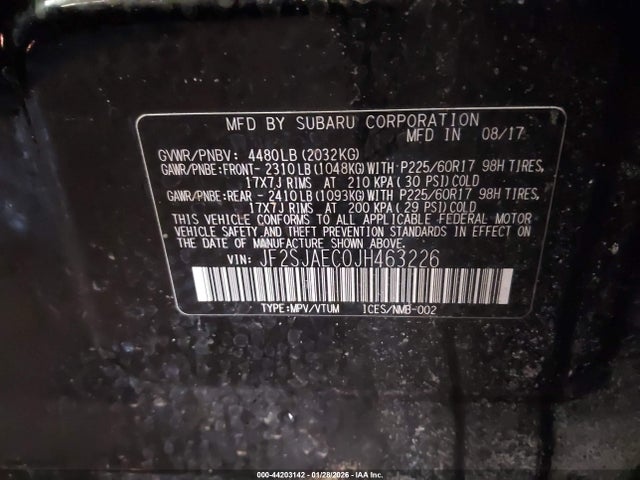 MFD BY SUBARU CORPORATION
MFD IN 08/17
GVWR/PNBV: 4480LB(2032KG)
GAWR/PNBE:FRONT- 2310LB(1048KG)WITH P225/60R17 98H TIRES,
17X7J RIMS AT 210 KPA(30 PSI)COLD
GAWR/PNBE:REAR - 2410LB(1093KG)WITH P225/60R17 98H TIRES,
17X7J RIMS AT 200 KPA(29 PSI)COLD
THIS VEHICLE CONFORMS TO ALL APPLICABLE FEDERAL MOTOR
VEHICLE SAFETY AND THEFT PREVENTION STANDARDS IN EFFECT
ON THE DATE OF MANUFACTURE SHOWN ABOVE.
VIN: JF2SJAEC0JH463226
TYPE:MPV/VTUM 1CES/NMB-002
000-44203142 - 01/28/2026 - IAA Inc.